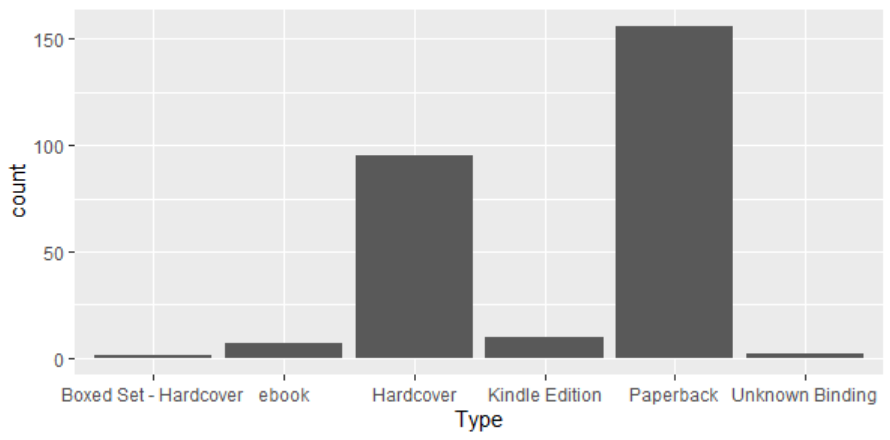 150
100
50
0
count
Boxed Set - Hardcover ebook Hardcover Kindle Edition Paperback Unknown Binding
Type